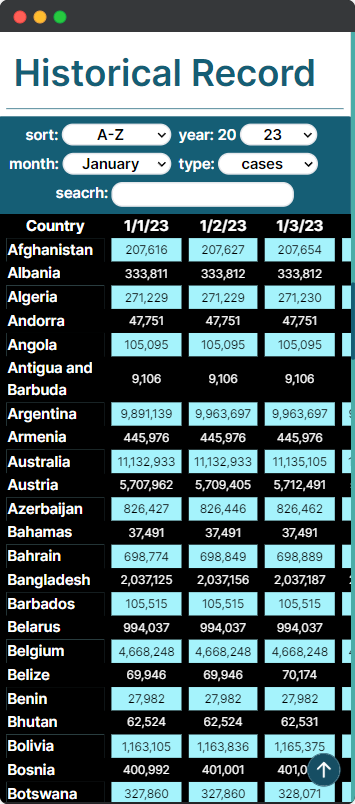 Historical Record
sort: A-Z year: 20 23
month: January type: cases
seacrh:
Country 1/1/23 1/2/23 1/3/23
Afghanistan 207,616 207,627 207,654
Albania 333,811 333,812 333,812
Algeria 271,229 271,229 271,230
Andorra 47,751 47,751 47,751
Angola 105,095 105,095 105,095
Antigua and
Barbuda 9,106 9,106 9,106
Argentina 9,891,139 9,963,697 9,963,697
Armenia 445,976 445,976 445,976
Australia 11,132,933 11,132,933 11,135,105
Austria 5,707,962 5,709,405 5,712,491
Azerbaijan 826,427 826,446 826,462
Bahamas 37,491 37,491 37,491
Bahrain 698,774 698,849 698,889
Bangladesh 2,037,125 2,037,156 2,037,187
Barbados 105,515 105,515 105,515
Belarus 994,037 994,037 994,037
Belgium 4,668,248 4,668,248 4,668,248
Belize 69,946 69,946 70,174
Benin 27,982 27,982 27,982
Bhutan 62,524 62,524 62,531
Bolivia 1,163,105 1,163,836 1,165,375
Bosnia 400,992 401,001
Botswana 327,860 327,860 328,071